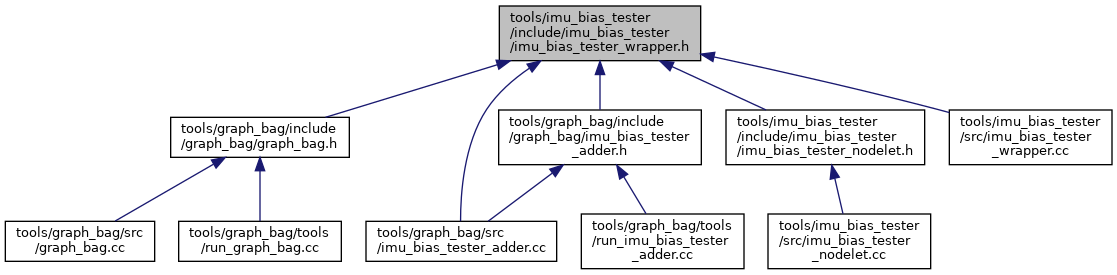 tools/imu_bias_tester
/include/imu_bias_tester
/imu_bias_tester_wrapper.h
tools/graph_bag/include
/graph_bag/graph_bag.h
tools/graph_bag/include
/graph_bag/imu_bias_tester
_adder.h
tools/imu_bias_tester
/include/imu_bias_tester
/imu_bias_tester_nodelet.h
tools/imu_bias_tester
/src/imu_bias_tester
_wrapper.cc
tools/graph_bag/src
/graph_bag.cc
tools/graph_bag/tools
/run_graph_bag.cc
tools/graph_bag/src
/imu_bias_tester_adder.cc
tools/graph_bag/tools
/run_imu_bias_tester
_adder.cc
tools/imu_bias_tester
/src/imu_bias_tester
_nodelet.cc